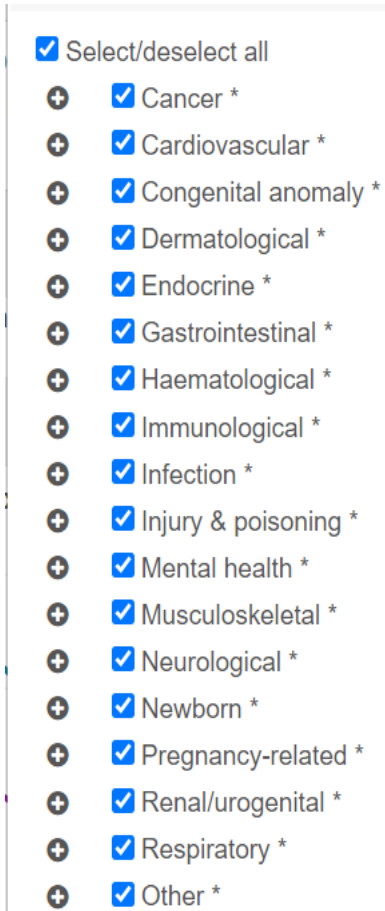 Select/deselect all
Cancer *
Cardiovascular *
Congenital anomaly *
Dermatological *
Endocrine *
Gastrointestinal *
Haematological *
Immunological *
Infection *
Injury & poisoning *
Mental health *
Musculoskeletal *
Neurological *
Newborn *
Pregnancy-related *
Renal/urogenital *
Respiratory *
Other *